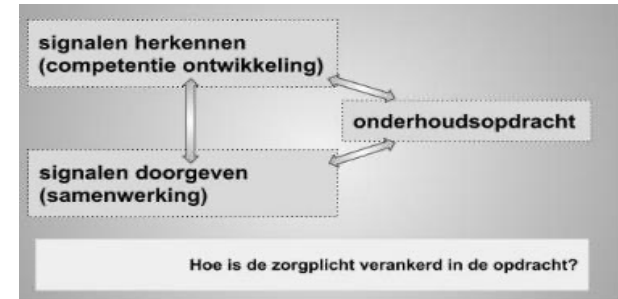 signalen herkennen
(competentie ontwikkeling)
onderhoudsopdracht
signalen doorgeven
(samenwerking)
Hoe is de zorgplicht verankerd in de opdracht?